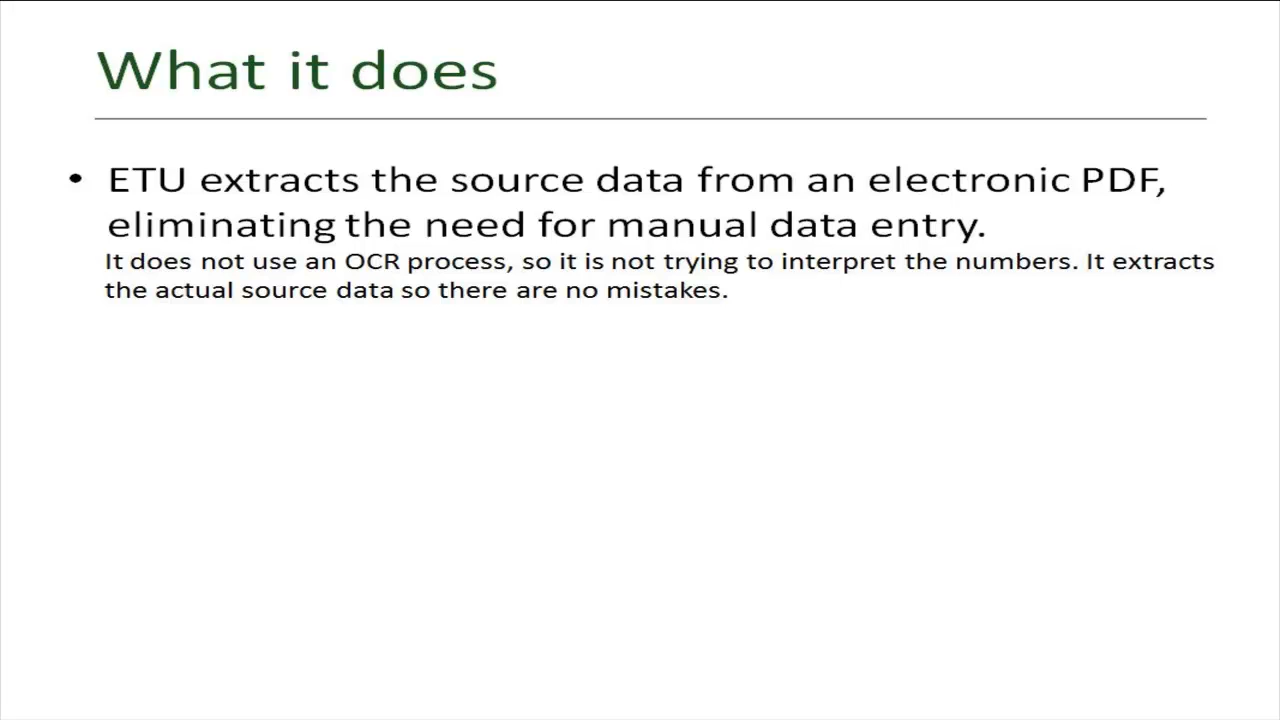 What it does
• ETU extracts the source data from an electronic PDF,
eliminating the need for manual data entry.
It does not use an OCR process, so it is not trying to interpret the numbers. It extracts
the actual source data so there are no mistakes.